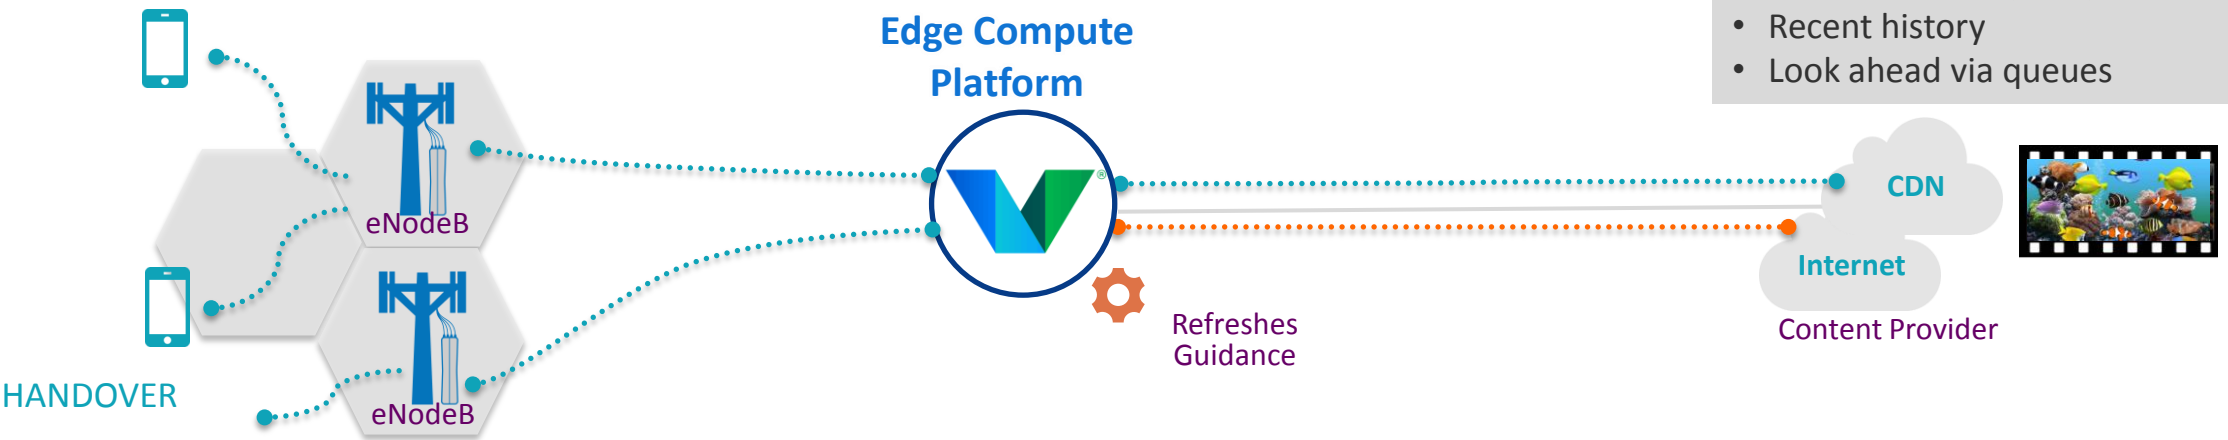 • Recent history
• Look ahead via queues
Edge Compute
Platform
eNodeB
eNodeB
HANDOVER
®
Refreshes
Guidance
CDN
Internet
Content Provider